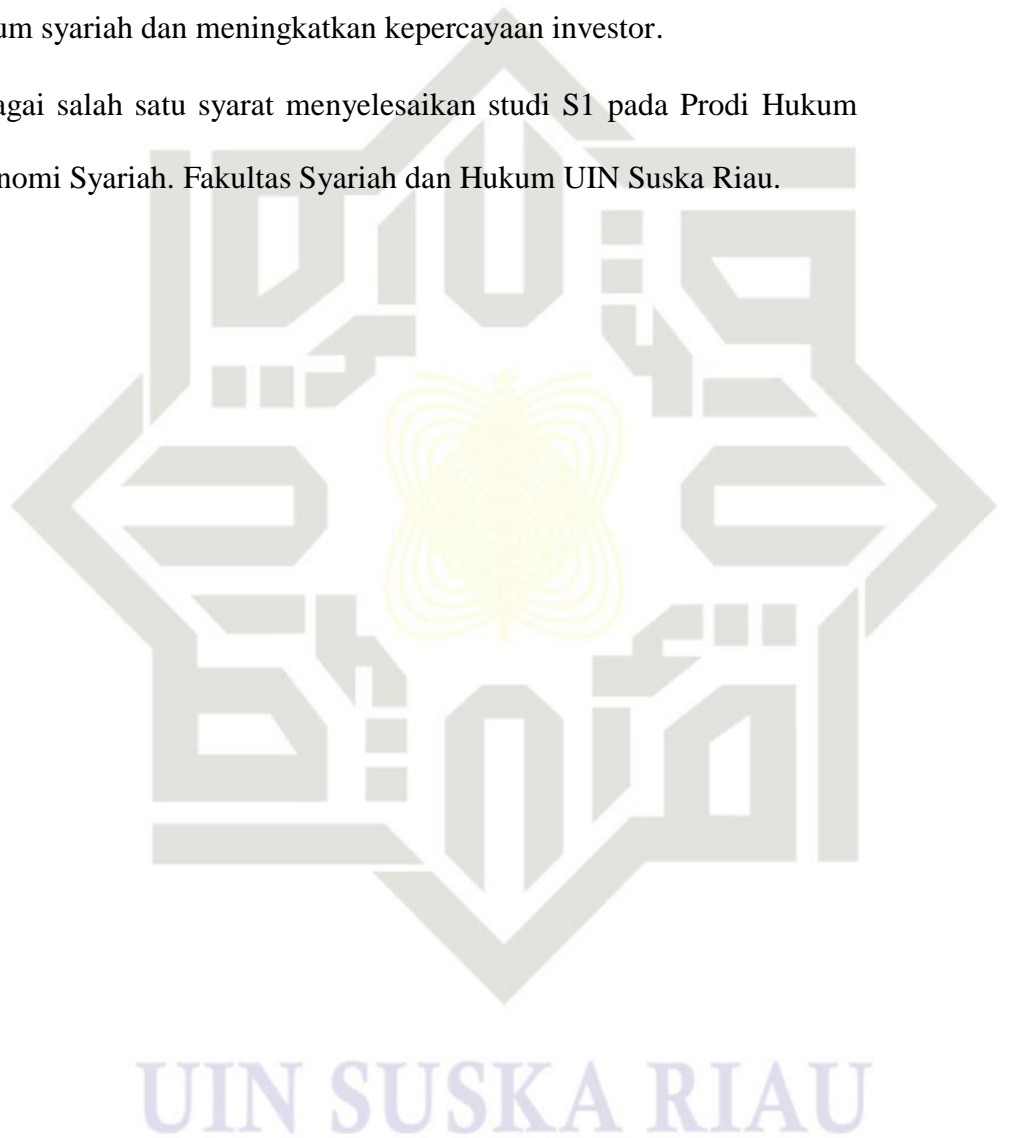 um syariah dan meningkatkan kepercayaan investor.
agai salah satu syarat menyelesaikan studi S1 pada Prodi Hukum
nomi Syariah. Fakultas Syariah dan Hukum UIN Suska Riau.
UIN SUSKA RIAU